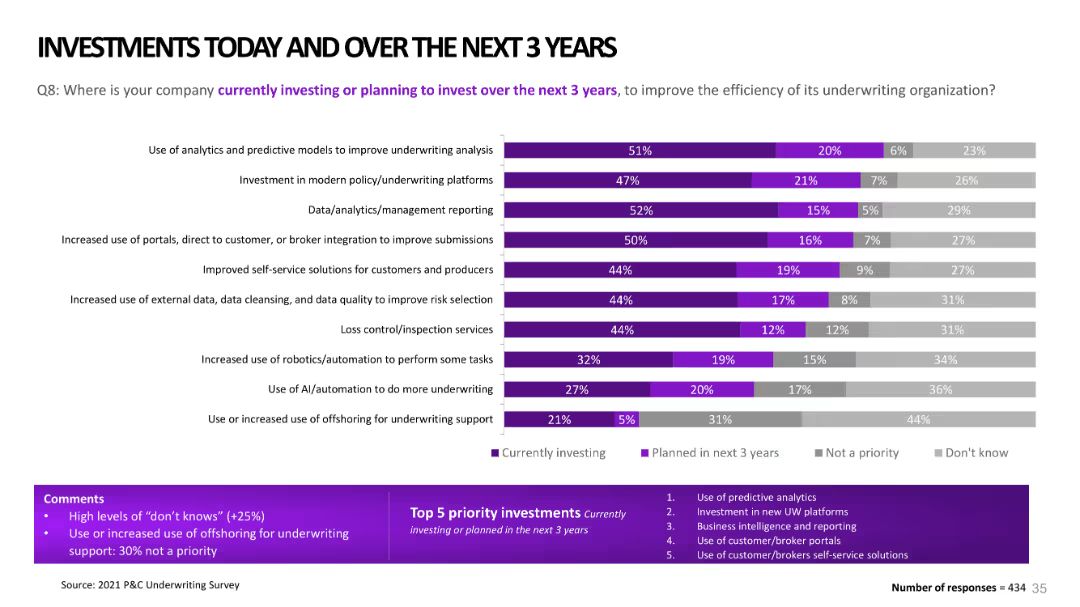 INVESTMENTS TODAY AND OVER THE NEXT 3 YEARS
Q8: Where is your company currently investing or planning to invest over the next 3 years, to improve the efficiency of its underwriting organization?
Use of analytics and predictive models to improve underwriting analysis 51% 20% 6% 23%
Investment in modern policy/underwriting platforms 47% 21% 7% 26%
Data/analytics/management reporting 52% 15% 5% 29%
Increased use of portals, direct to customer, or broker integration to improve submissions 50% 16% 7% 27%
Improved self-service solutions for customers and producers 44% 19% 9% 27%
Increased use of external data, data cleansing, and data quality to improve risk selection 44% 17% 8% 31%
Loss control/inspection services 44% 12% 12% 31%
Increased use of robotics/automation to perform some tasks 32% 19% 15% 34%
Use of AI/automation to do more underwriting 27% 20% 17% 36%
Use or increased use of offshoring for underwriting support 21% 5% 31% 44%
Currently investing Planned in next 3 years Not a priority Don't know
Comments
• High levels of “don’t knows” (+25%)
• Use or increased use of offshoring for underwriting
support: 30% not a priority
Top 5 priority investments Currently
investing or planned in the next 3 years
1. Use of predictive analytics
2. Investment in new UW platforms
3. Business intelligence and reporting
4. Use of customer/broker portals
5. Use of customer/brokers self-service solutions
Source: 2021 P&C Underwriting Survey
Number of responses = 434 35